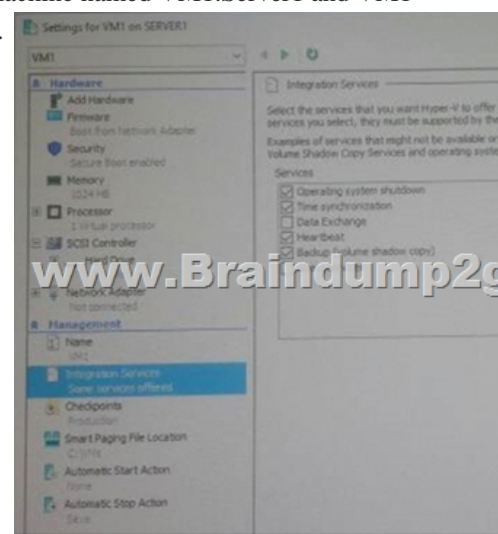 machine named VM1.Server1 and VM1
.
Settings for VM1 on SERVER1
VM1
Hardware
Add Hardware
Firmware
Boot from Network Adapter
Security
Secure Boot enabled
Memory
1024 MB
Processor
1 Virtual processor
SCSI Controller
Hard Drive
www.Braindump2g
Network Adapter
Not connected
Management
Name
VM1
Integration Services
Some services offered
Checkpoints
Production
Smart Paging File Location
Automatic Start Action
None
Automatic Stop Action
Save
Integration Services
Select the services that you want Hyper-V to offer
services you select, they must be supported by the
Examples of services that might not be available on
Volume Shadow Copy Services and operating syste
Services
Operating system shutdown
Time synchronization
Data Exchange
Heartbeat
Backup (volume shadow copy)